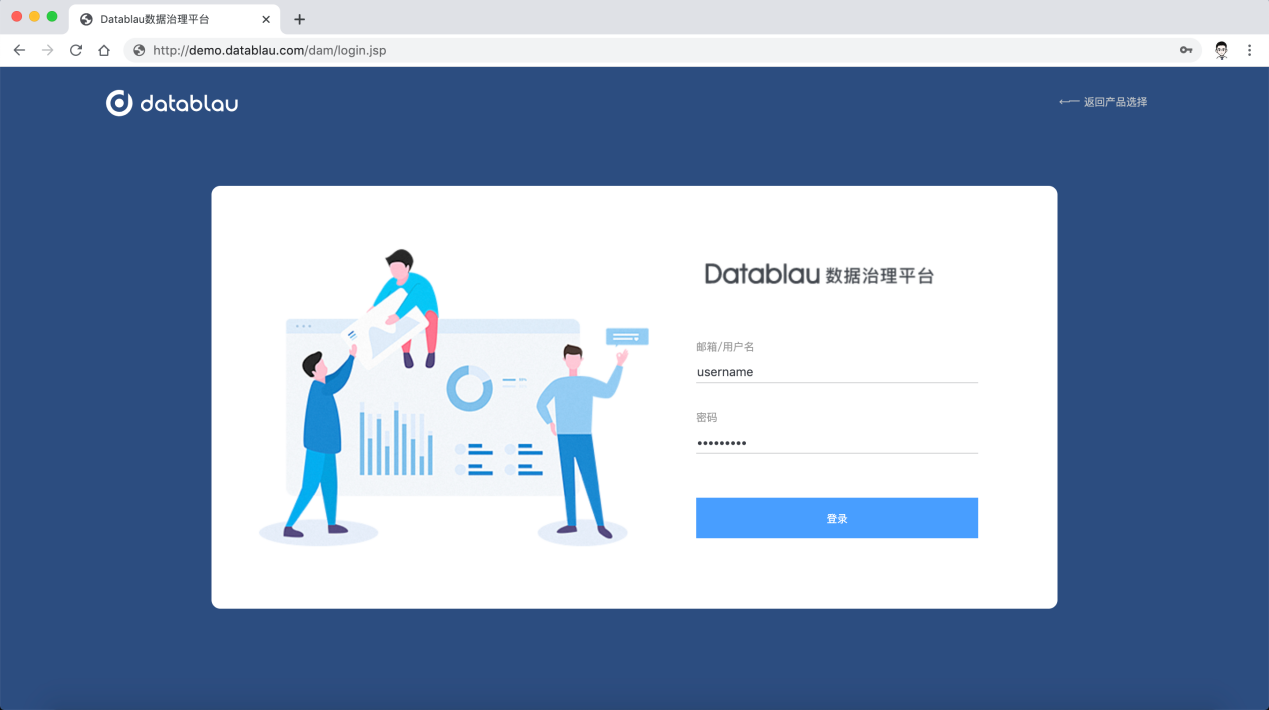 Datablau数据治理平台
http://demo.datablau.com/dam/login.jsp
datablau
返回产品选择
Datablau 数据治理平台
邮箱/用户名
username
密码
•••••••••
登录